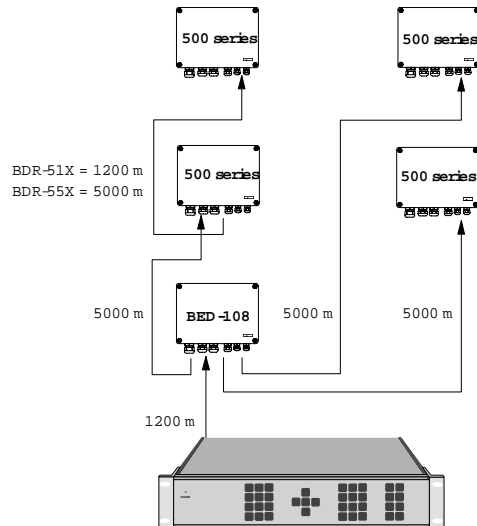 500 series
500 series
BDR-51X = 1200 m
BDR-55X = 5000 m
500 series
500 series
5000 m
BED-108
5000 m
5000 m
1200 m